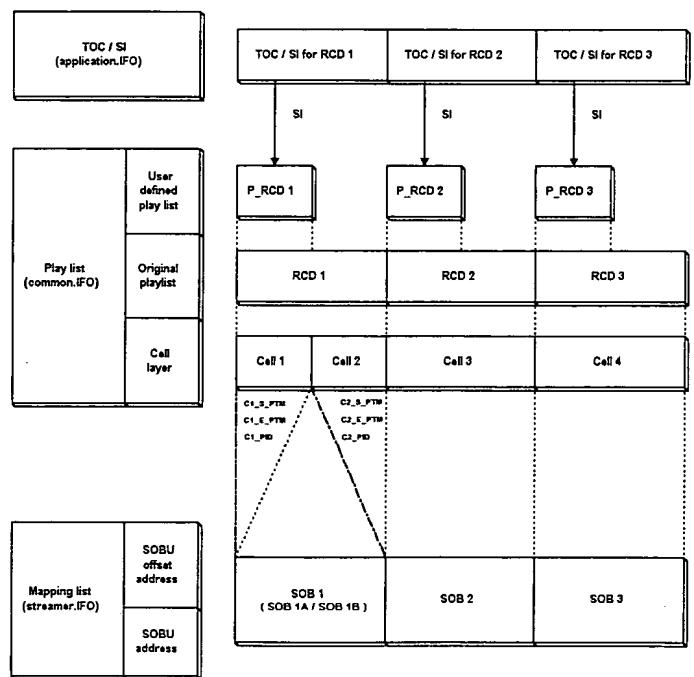 TOC / SI
(application.IFO)
TOC / SI for RCD 1
TOC / SI for RCD 2
TOC / SI for RCD 3
SI
SI
SI
Play list
(common.IFO)
User
defined
play list
Original
playlist
Cell
layer
P_RCD 1
P_RCD 2
P_RCD 3
RCD 1
RCD 2
RCD 3
Cell 1
Cell 2
Cell 3
Cell 4
C1_S_PTM
C1_E_PTM
C1_PID
C2_S_PTM
C2_E_PTM
C2_PID
Mapping list
(streamer.IFO)
SOBU
offset
address
SOBU
address
SOB 1
( SOB 1A / SOB 1B )
SOB 2
SOB 3